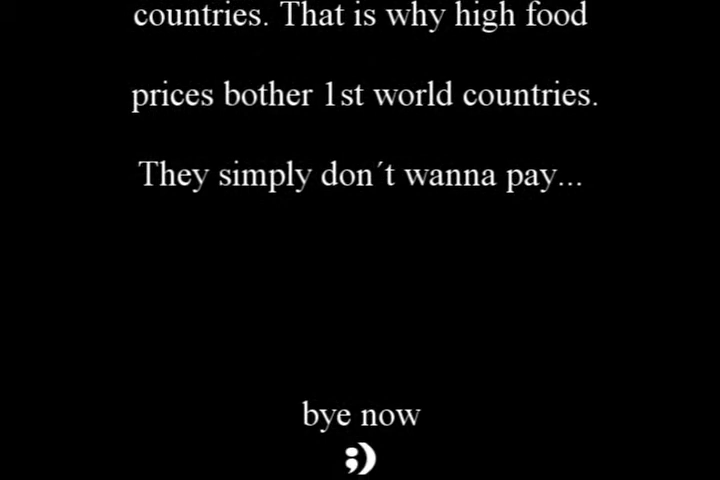 countries. That is why high food
prices bother 1st world countries.
They simply don´t wanna pay...
bye now
;)